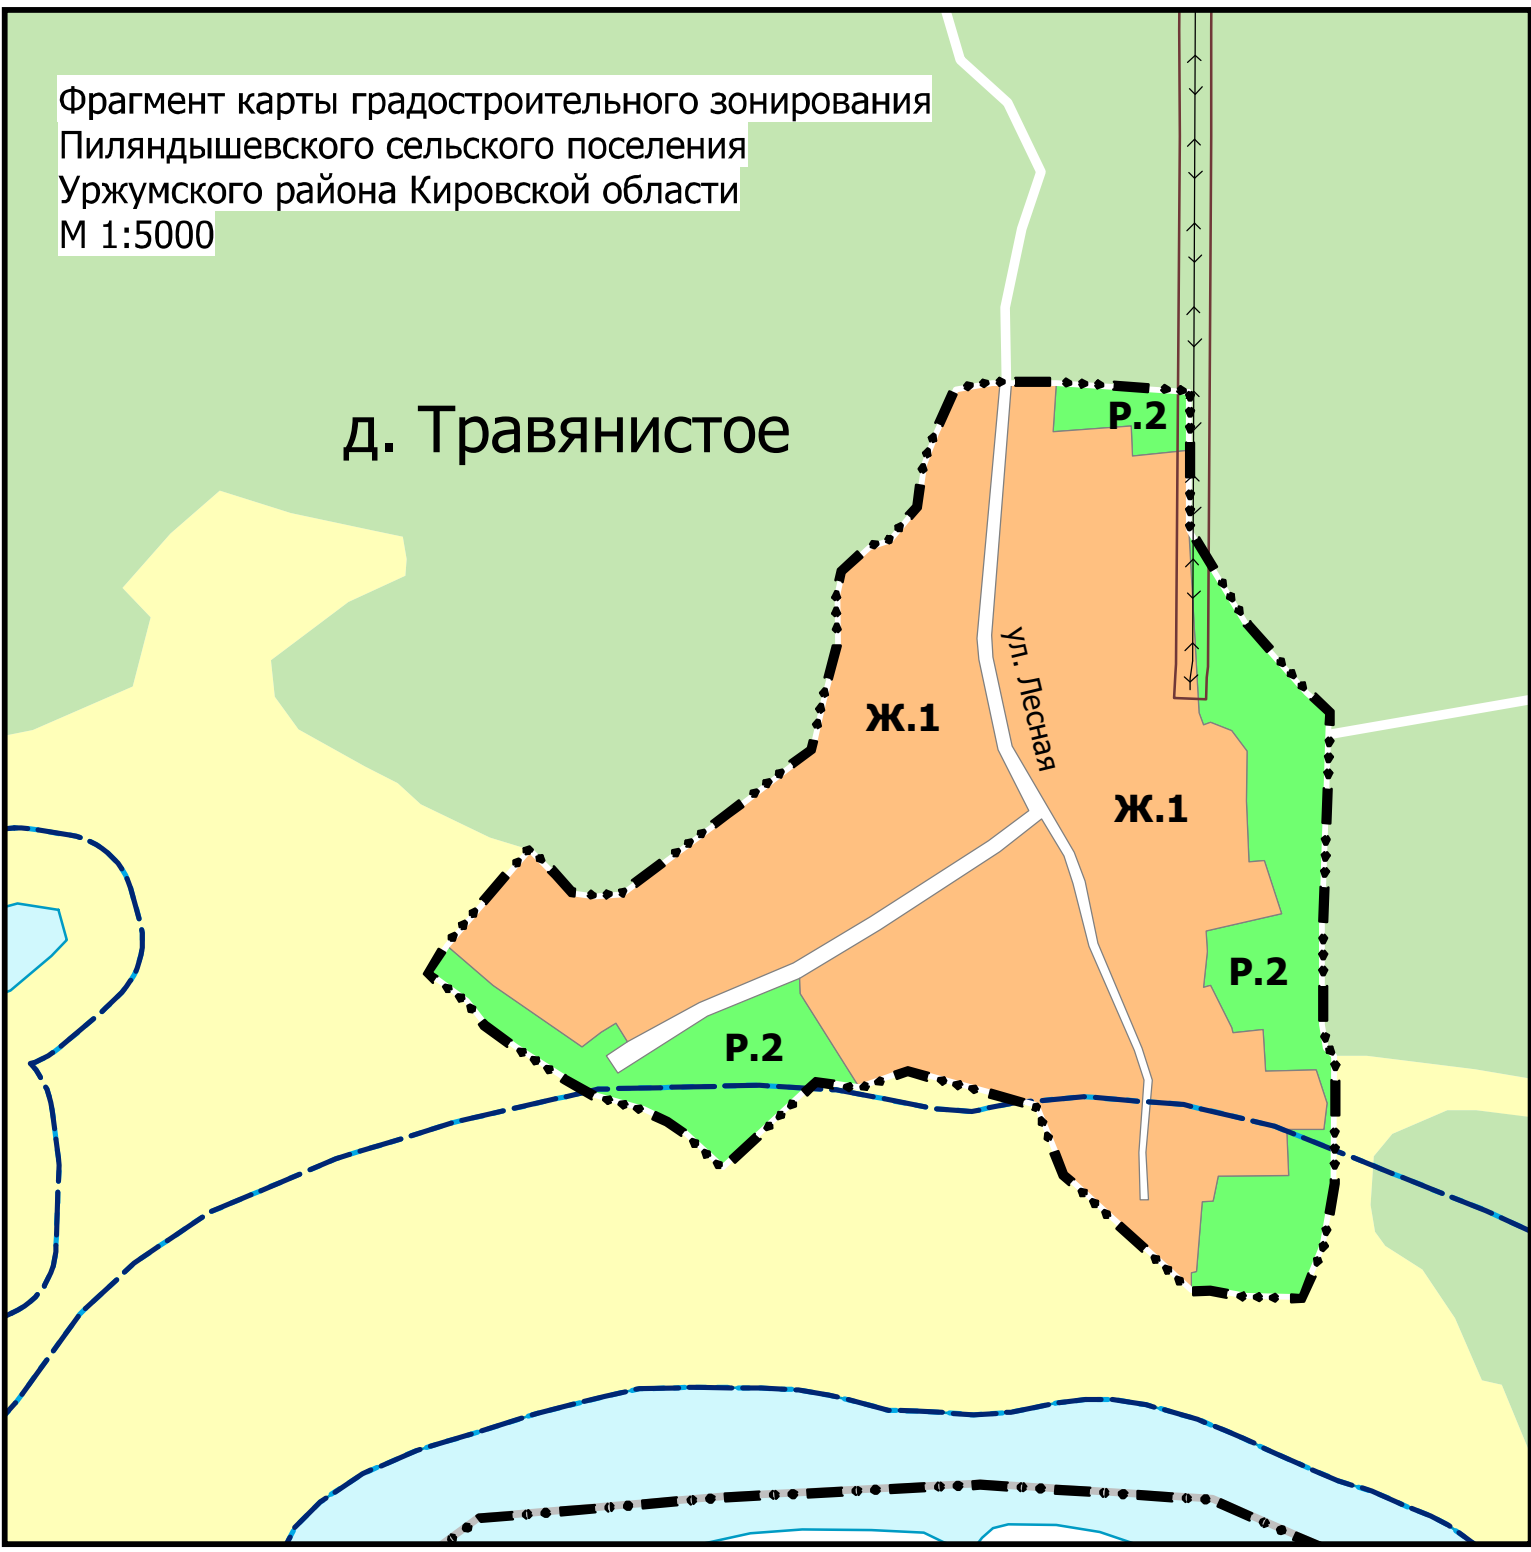 Фрагмент карты градостроительного зонирования
Пиляндышевского сельского поселения
Уржумского района Кировской области
М 1:5000
д. Травянистое
Р.2
ул. Лесная
Ж.1
Ж.1
Р.2
Р.2